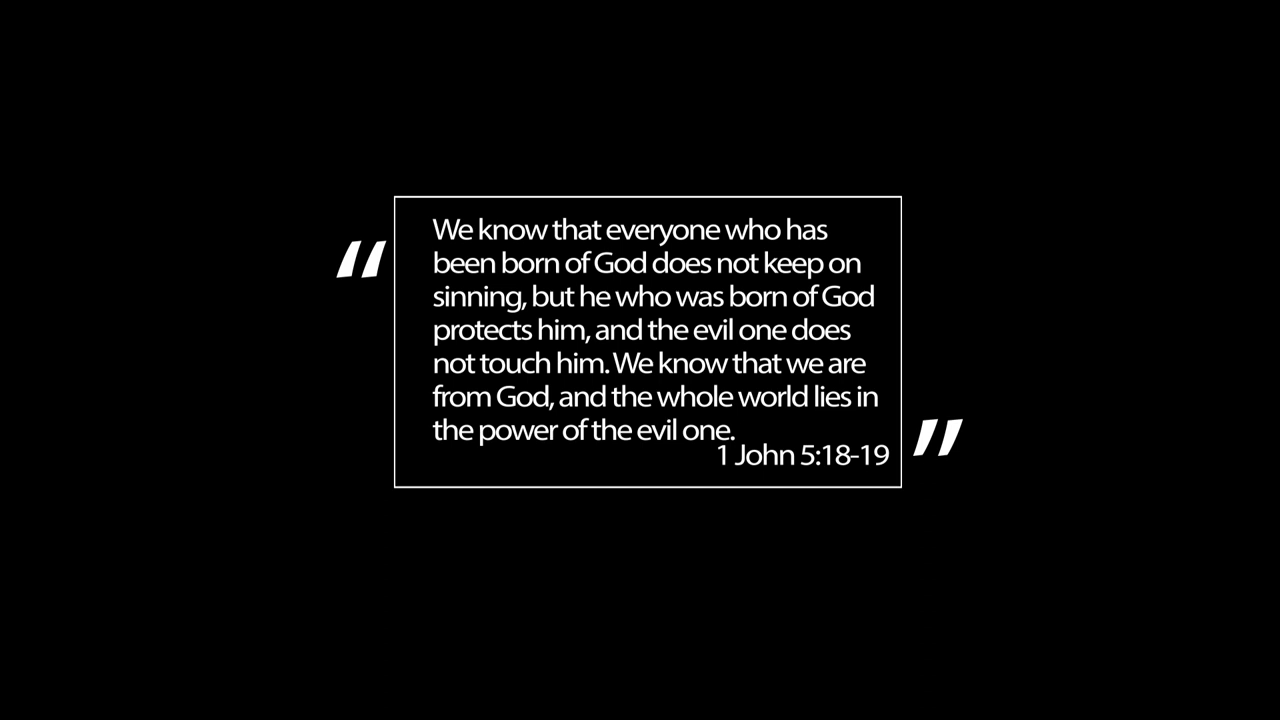 “
We know that everyone who has
been born of God does not keep on
sinning, but he who was born of God
protects him, and the evil one does
not touch him. We know that we are
from God, and the whole world lies in
the power of the evil one.
1 John 5:18-19
”